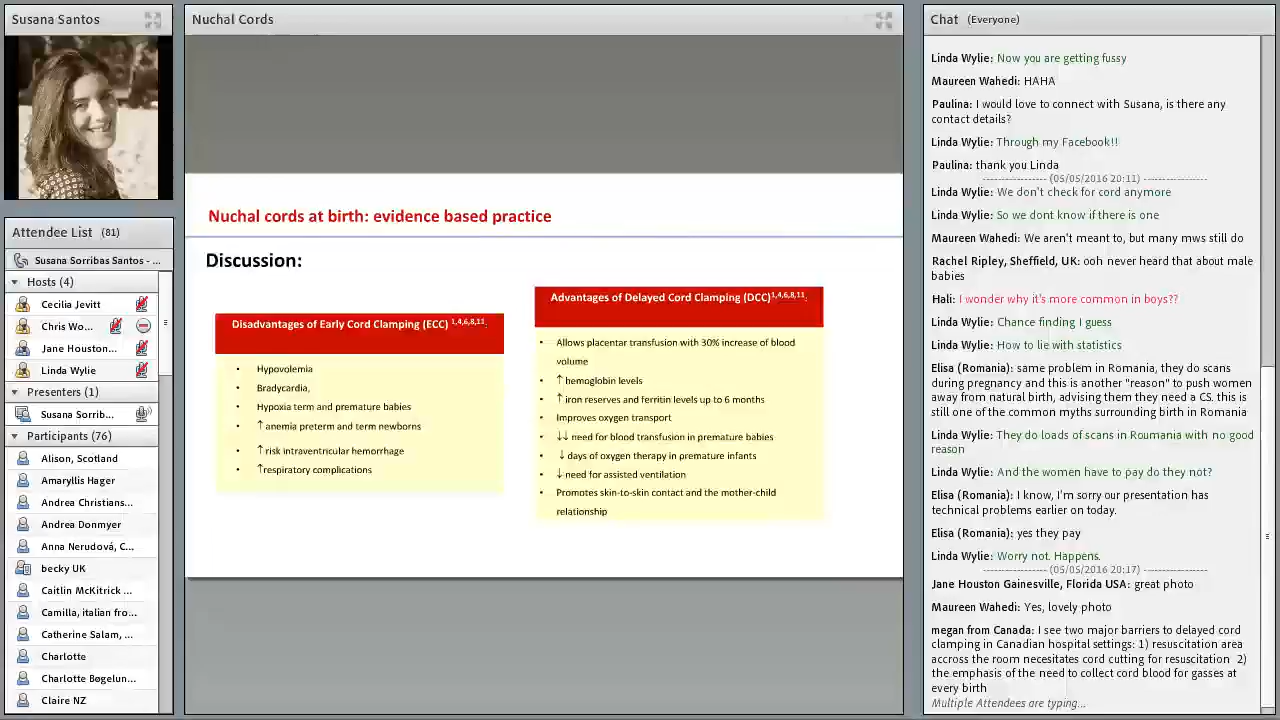 Susana Santos
Attendee List (81)
Susana Sorribas Santos - ...
Hosts (4)
Cecilia Jevitt
Chris Wo...
Jane Houston...
Linda Wylie
Presenters (1)
Susana Sorrib...
Participants (76)
Alison, Scotland
Amaryllis Hager
Andrea Christians...
Andrea Donmyer
Anna Nerudová, C...
becky UK
Caitlin McKitrick ...
Camilla, italian fro...
Catherine Salam, ...
Charlotte
Charlotte Bøgelun...
Claire NZ
Nuchal Cords
Nuchal cords at birth: evidence based practice
Discussion:
Disadvantages of Early Cord Clamping (ECC) 1,4,6,8,11.
• Hypovolemia
• Bradycardia,
• Hypoxia term and premature babies
• ↑ anemia preterm and term newborns
↑ risk intraventricular hemorrhage
• ↑respiratory complications
Advantages of Delayed Cord Clamping (DCC)1,4,6,8,11.
• Allows placentar transfusion with 30% increase of blood
volume
• ↑ hemoglobin levels
• ↑ iron reserves and ferritin levels up to 6 months
• Improves oxygen transport
• ↓↓ need for blood transfusion in premature babies
• ↓ days of oxygen therapy in premature infants
• ↓ need for assisted ventilation
• Promotes skin-to-skin contact and the mother-child
relationship
Chat (Everyone)
Linda Wylie: Now you are getting fussy
Maureen Wahedi: HAHA
Paulina: I would love to connect with Susana, is there any
contact details?
Linda Wylie: Through my Facebook!!
Paulina: thank you Linda
----------------- (05/05/2016 20:11) -----------------
Linda Wylie: We don't check for cord anymore
Linda Wylie: So we dont know if there is one
Maureen Wahedi: We aren't meant to, but many mws still do
Rachel Ripley, Sheffield, UK: ooh never heard that about male
babies
Hali: I wonder why it's more common in boys??
Linda Wylie: Chance finding I guess
Linda Wylie: How to lie with statistics
Elisa (Romania): same problem in Romania, they do scans
during pregnancy and this is another "reason" to push women
away from natural birth, advising them they need a CS. this is
still one of the common myths surrounding birth in Romania
Linda Wylie: They do loads of scans in Roumania with no good
reason
Linda Wylie: And the women have to pay do they not?
Elisa (Romania): I know, I'm sorry our presentation has
technical problems earlier on today.
Elisa (Romania): yes they pay
Linda Wylie: Worry not. Happens.
----------------- (05/05/2016 20:17) -----------------
Jane Houston Gainesville, Florida USA: great photo
Maureen Wahedi: Yes, lovely photo
megan from Canada: I see two major barriers to delayed cord
clamping in Canadian hospital settings: 1) resuscitation area
accross the room necesitates cord cutting for resuscitation 2)
the emphasis of the need to collect cord blood for gasses at
every birth
Multiple Attendees are typing...